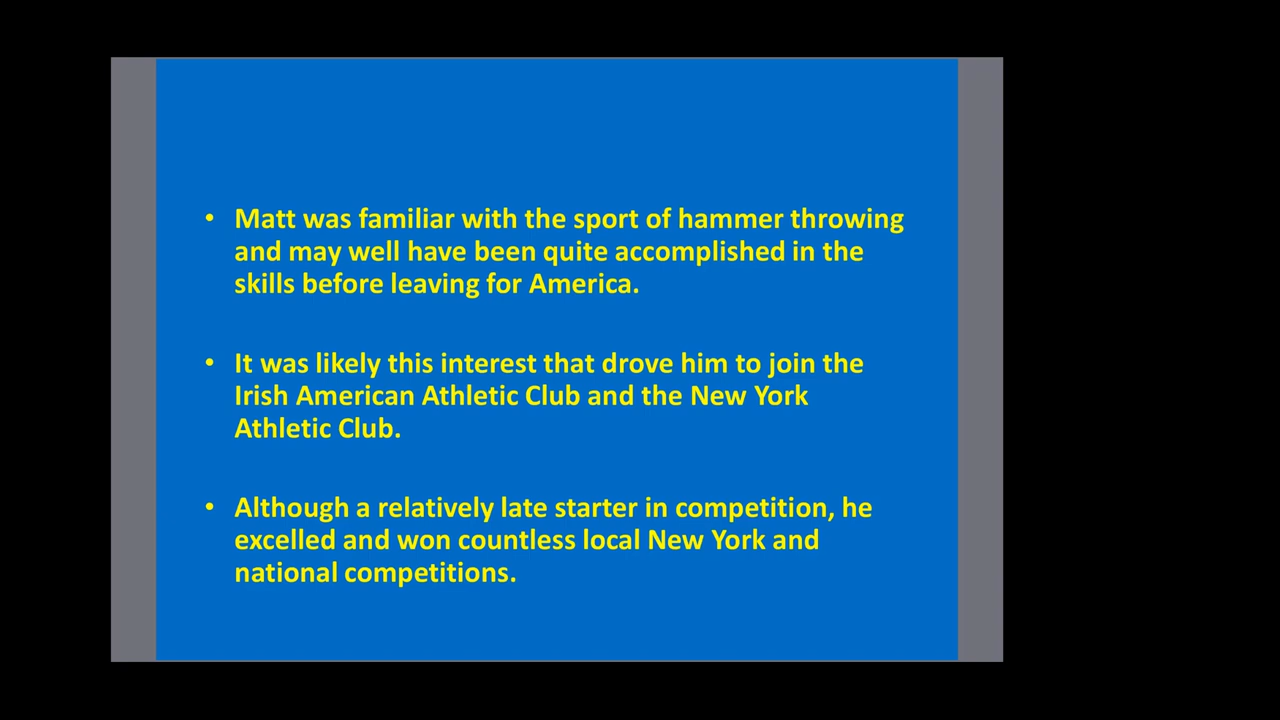 • Matt was familiar with the sport of hammer throwing
and may well have been quite accomplished in the
skills before leaving for America.
• It was likely this interest that drove him to join the
Irish American Athletic Club and the New York
Athletic Club.
• Although a relatively late starter in competition, he
excelled and won countless local New York and
national competitions.